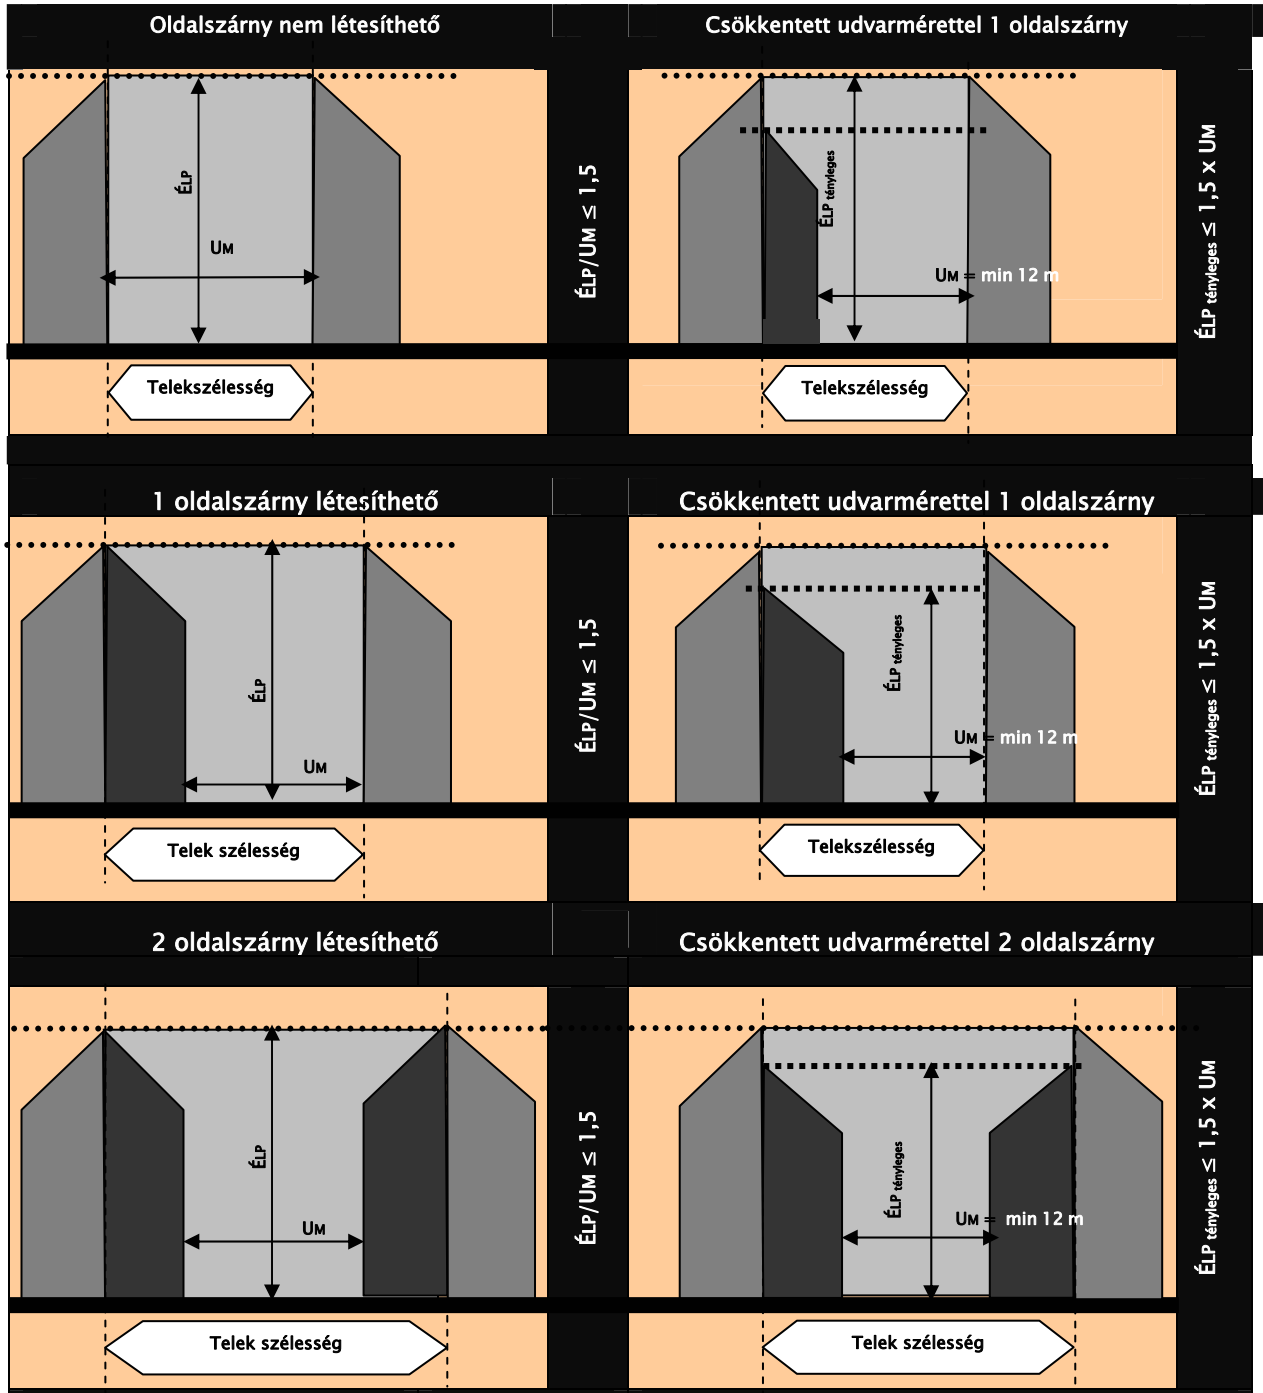 Oldalszárny nem létesíthető
Csökkentett udvarmérettel 1 oldalszárny
ÉLP
UM
ÉLP/UM ≤ 1,5
ÉLP tényleges
UM = min 12 m
ÉLP tényleges ≤ 1,5 x UM
Telekszélesség
Telekszélesség
1 oldalszárny létesíthető
Csökkentett udvarmérettel 1 oldalszárny
ÉLP
UM
ÉLP/UM ≤ 1,5
ÉLP tényleges
UM = min 12 m
ÉLP tényleges ≤ 1,5 x UM
Telek szélesség
Telekszélesség
2 oldalszárny létesíthető
Csökkentett udvarmérettel 2 oldalszárny
ÉLP
UM
ÉLP/UM ≤ 1,5
ÉLP tényleges
UM = min 12 m
ÉLP tényleges ≤ 1,5 x UM
Telek szélesség
Telek szélesség